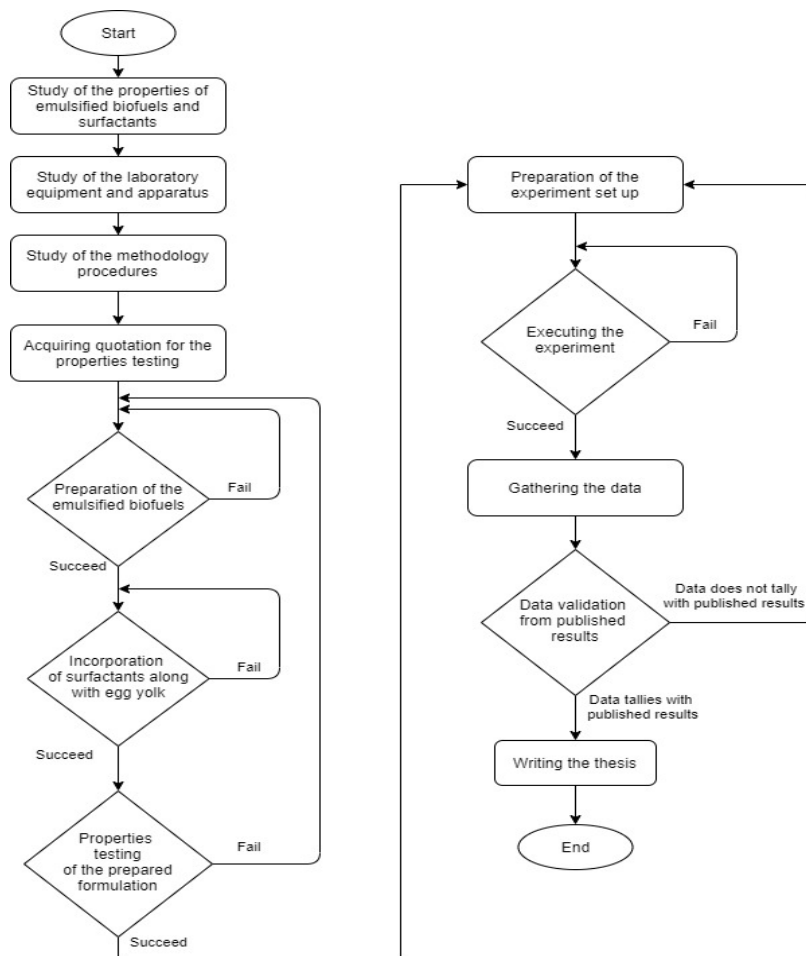 Start
Study of the properties of
emulsified biofuels and
surfactants
Study of the laboratory
equipment and apparatus
Study of the methodology
procedures
Acquiring quotation for the
properties testing
Preparation of the
emulsified biofuels
Fail
Succeed
Incorporation
of surfactants along
with egg yolk
Fail
Succeed
Properties
testing
of the prepared
formulation
Fail
Succeed
Preparation of the
experiment set up
Executing the
experiment
Fail
Succeed
Gathering the data
Data validation
from published
results
Data does not tally
with published results
Data tallies with
published results
Writing the thesis
End